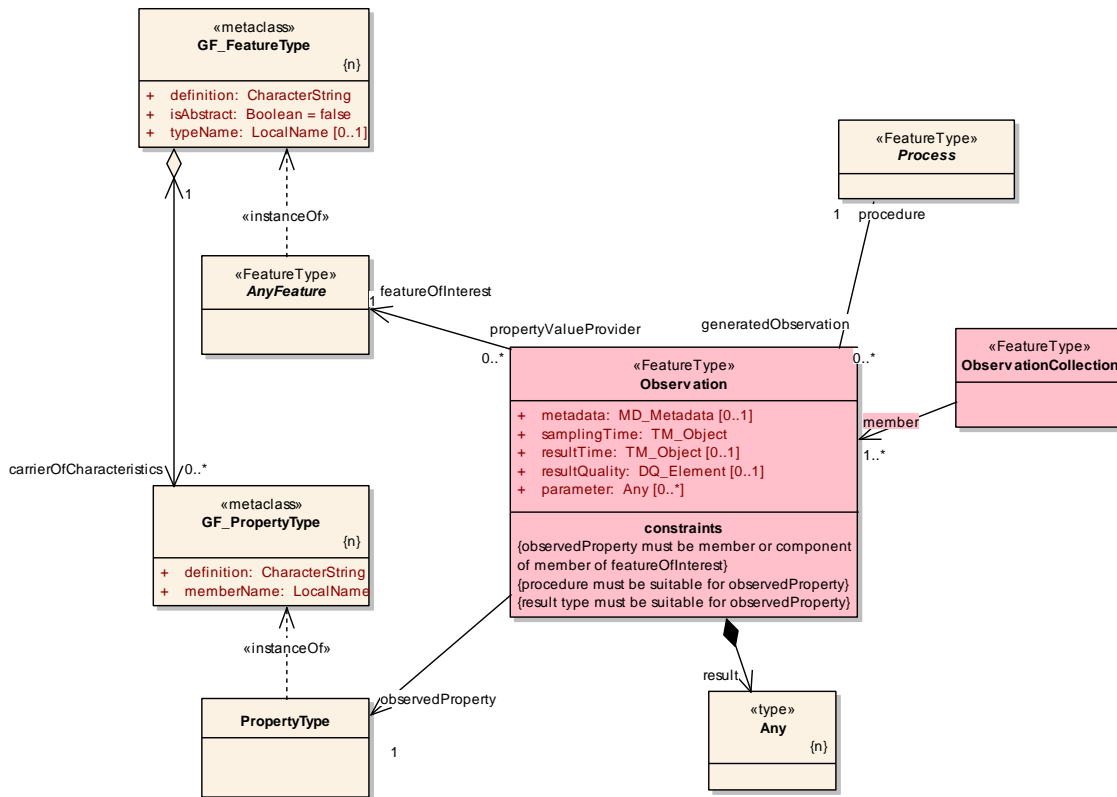 «metaclass»
GF_FeatureType
{n}
+ definition: CharacterString
+ isAbstract: Boolean = false
+ typeName: LocalName [0..1]
1
«instanceOf»
«FeatureType»
Process
1 procedure
«FeatureType»
AnyFeature
featureOfInterest
1
propertyValueProvider
0..*
generatedObservation
0..*
«FeatureType»
Observation
+ metadata: MD_Metadata [0..1]
+ samplingTime: TM_Object
+ resultTime: TM_Object [0..1]
+ resultQuality: DQ_Element [0..1]
+ parameter: Any [0..*]
constraints
{observedProperty must be member or component
of member of featureOfInterest}
{procedure must be suitable for observedProperty}
{result type must be suitable for observedProperty}
«FeatureType»
ObservationCollection
member
1..*
carrierOfCharacteristics
0..*
«metaclass»
GF_PropertyType
{n}
+ definition: CharacterString
+ memberName: LocalName
«instanceOf»
PropertyType
observedProperty
1
result
«type»
Any
{n}